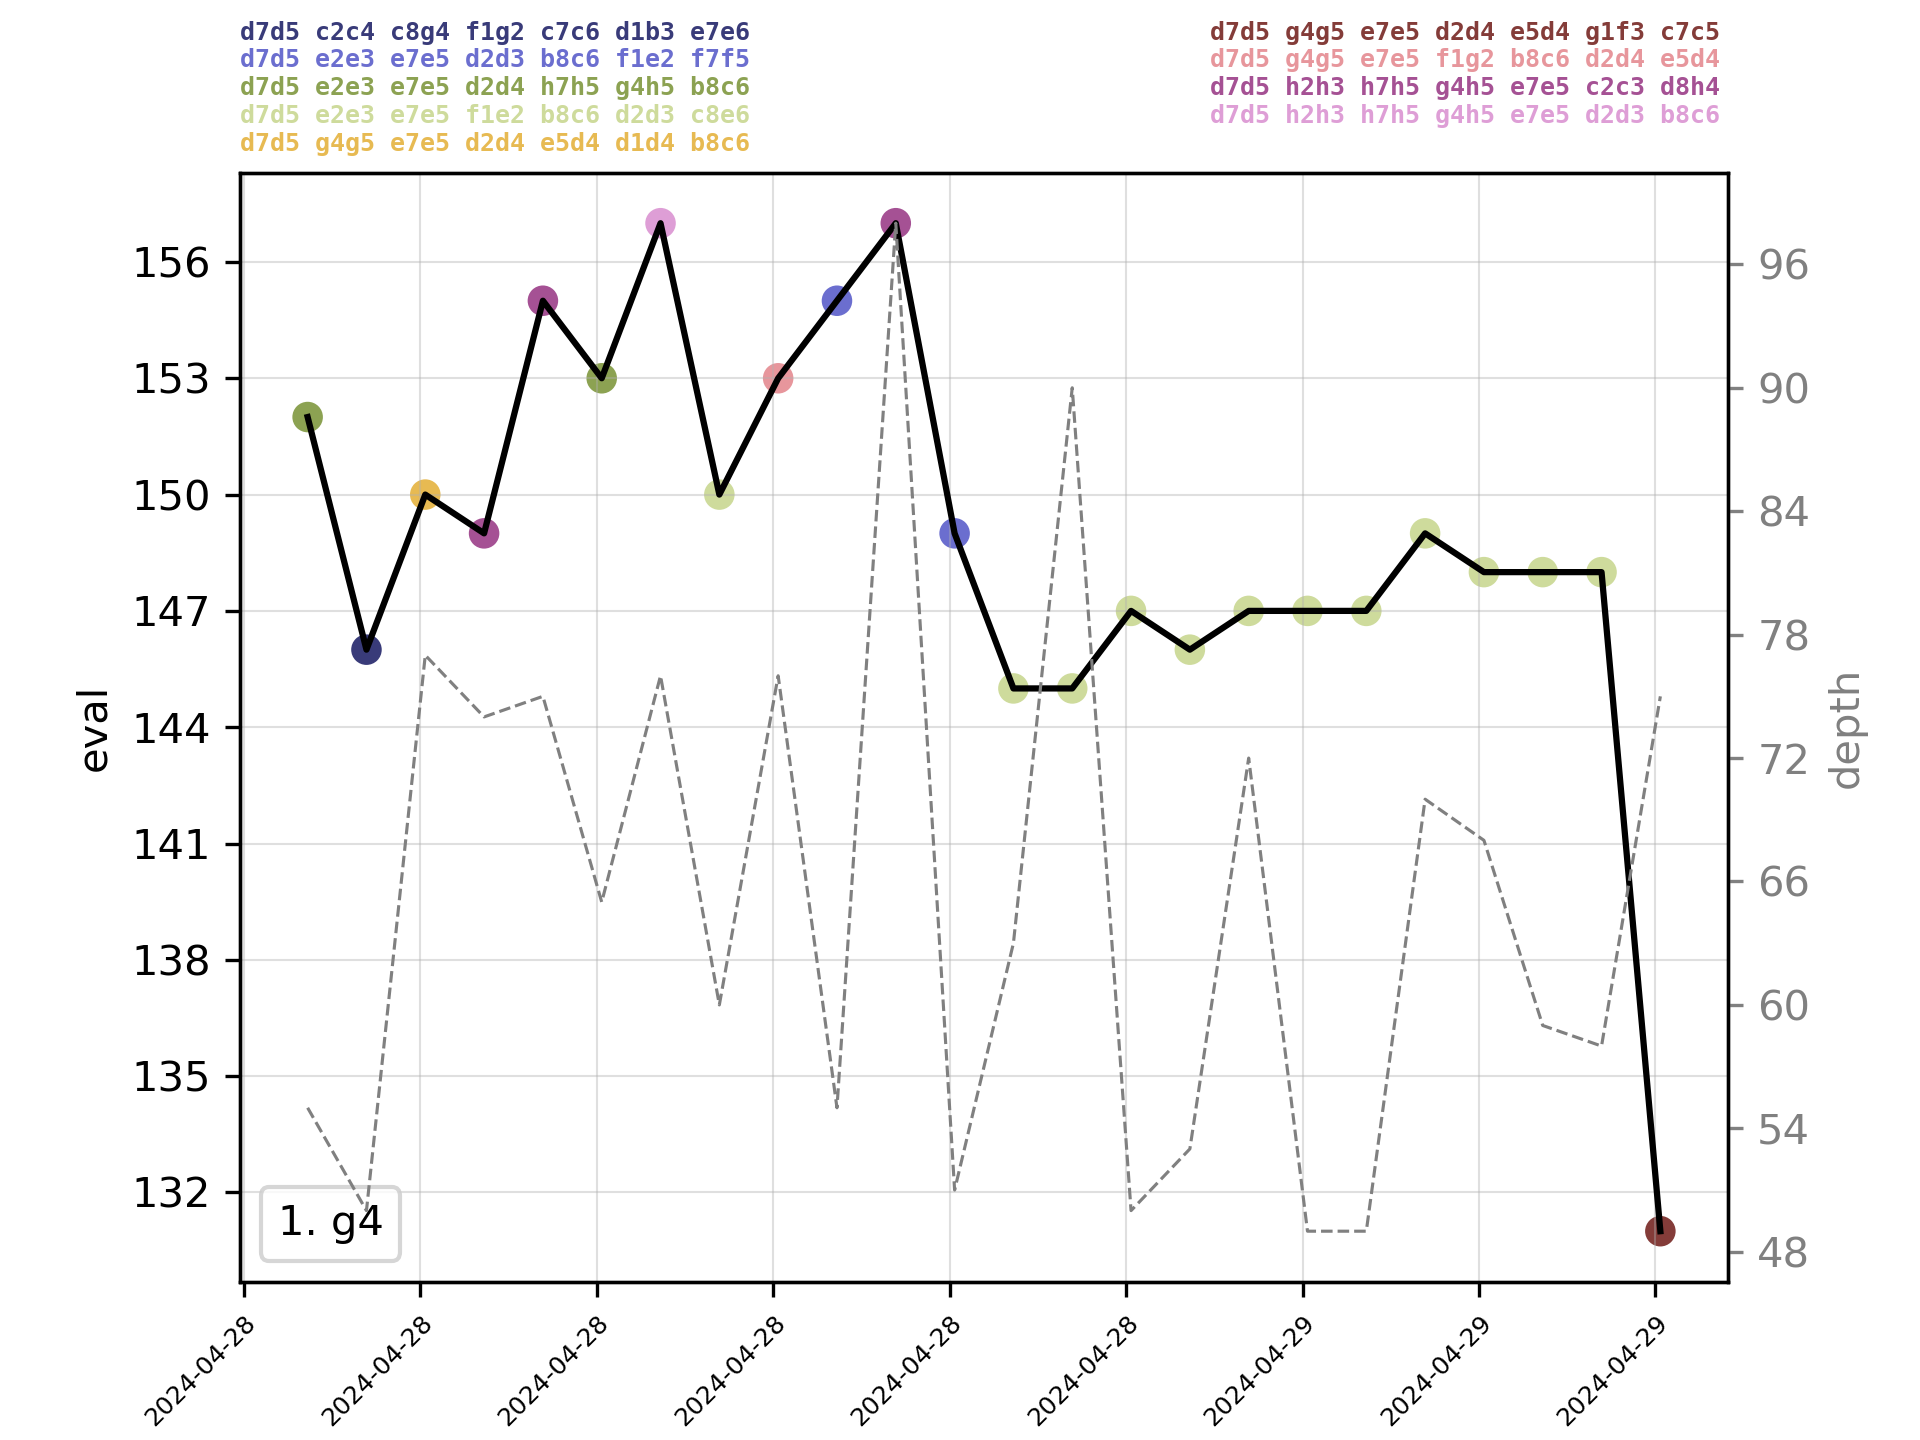 d7d5 c2c4 c8g4 f1g2 c7c6 d1b3 e7e6
d7d5 e2e3 e7e5 d2d3 b8c6 f1e2 f7f5
d7d5 e2e3 e7e5 d2d4 h7h5 g4h5 b8c6
d7d5 e2e3 e7e5 f1e2 b8c6 d2d3 c8e6
d7d5 g4g5 e7e5 d2d4 e5d4 d1d4 b8c6
d7d5 g4g5 e7e5 d2d4 e5d4 g1f3 c7c5
d7d5 g4g5 e7e5 f1g2 b8c6 d2d4 e5d4
d7d5 h2h3 h7h5 g4h5 e7e5 c2c3 d8h4
d7d5 h2h3 h7h5 g4h5 e7e5 d2d3 b8c6
156
153
150
147
144
141
138
135
132
eval
96
90
84
78
72
66
60
54
48
depth
1. g4
2024-04-28
2024-04-28
2024-04-28
2024-04-28
2024-04-28
2024-04-28
2024-04-29
2024-04-29
2024-04-29